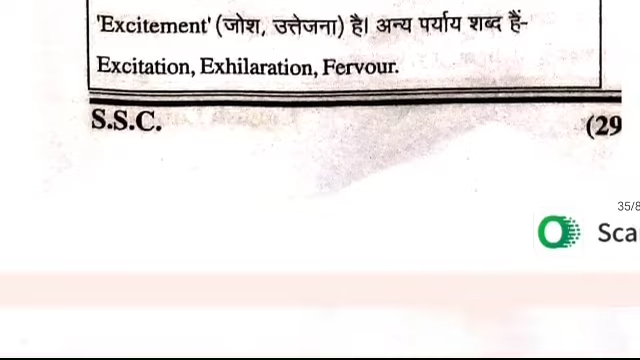 'Excitement' (जोश, उत्तेजना) है। अन्य पर्याय शब्द हैं-
Excitation, Exhilaration, Fervour.
S.S.C. (29
35/8
Sca